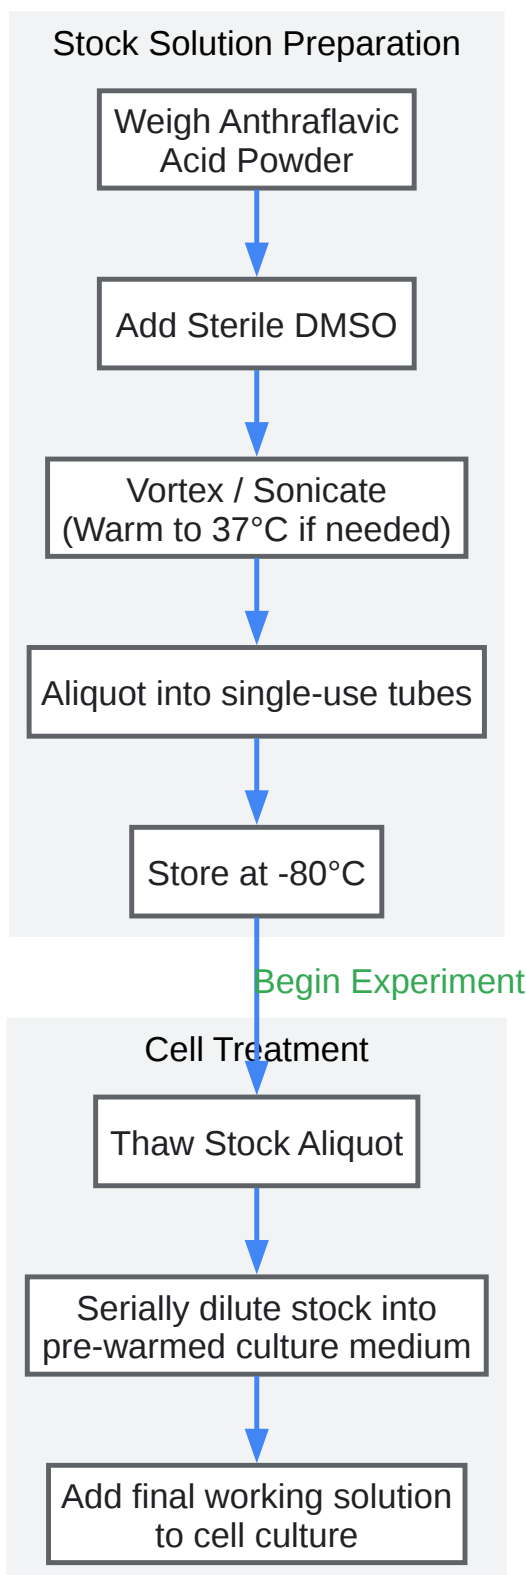 Stock Solution Preparation
Weigh Anthraflavic
Acid Powder
Add Sterile DMSO
Vortex / Sonicate
(Warm to 37°C if needed)
Aliquot into single-use tubes
Store at -80°C
Begin Experiment
Cell Treatment
Thaw Stock Aliquot
Serially dilute stock into
pre-warmed culture medium
Add final working solution
to cell culture